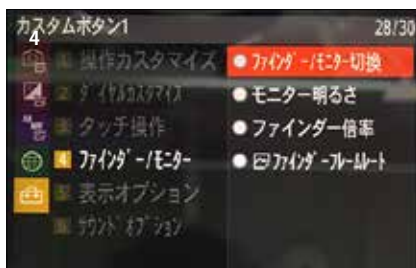 カスタムボタン1 28/30
4
1 操作カスタマイズ
2 ダイヤルカスタマイズ
3 タッチ操作
4 ファインダー/モニター
5 表示オプション
6 サウンドオプション
ファインダー/モニター切換
モニター明るさ
ファインダー倍率
ファインダーフレームレート